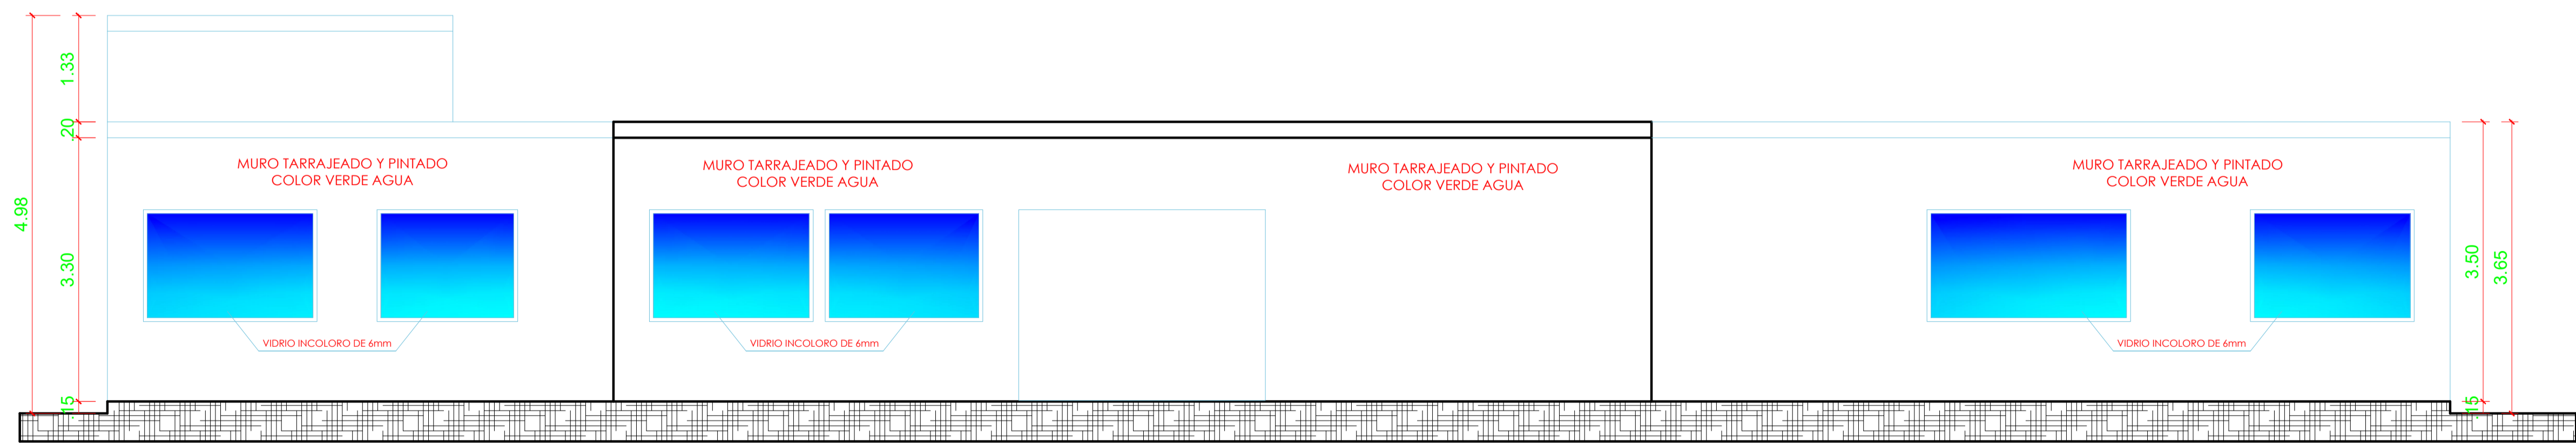 1.33
.20
4.98
3.30
.15
MURO TARRAJEADO Y PINTADO
COLOR VERDE AGUA
VIDRIO INCOLORO DE 6mm
MURO TARRAJEADO Y PINTADO
COLOR VERDE AGUA
VIDRIO INCOLORO DE 6mm
MURO TARRAJEADO Y PINTADO
COLOR VERDE AGUA
MURO TARRAJEADO Y PINTADO
COLOR VERDE AGUA
VIDRIO INCOLORO DE 6mm
3.50
3.65
.15